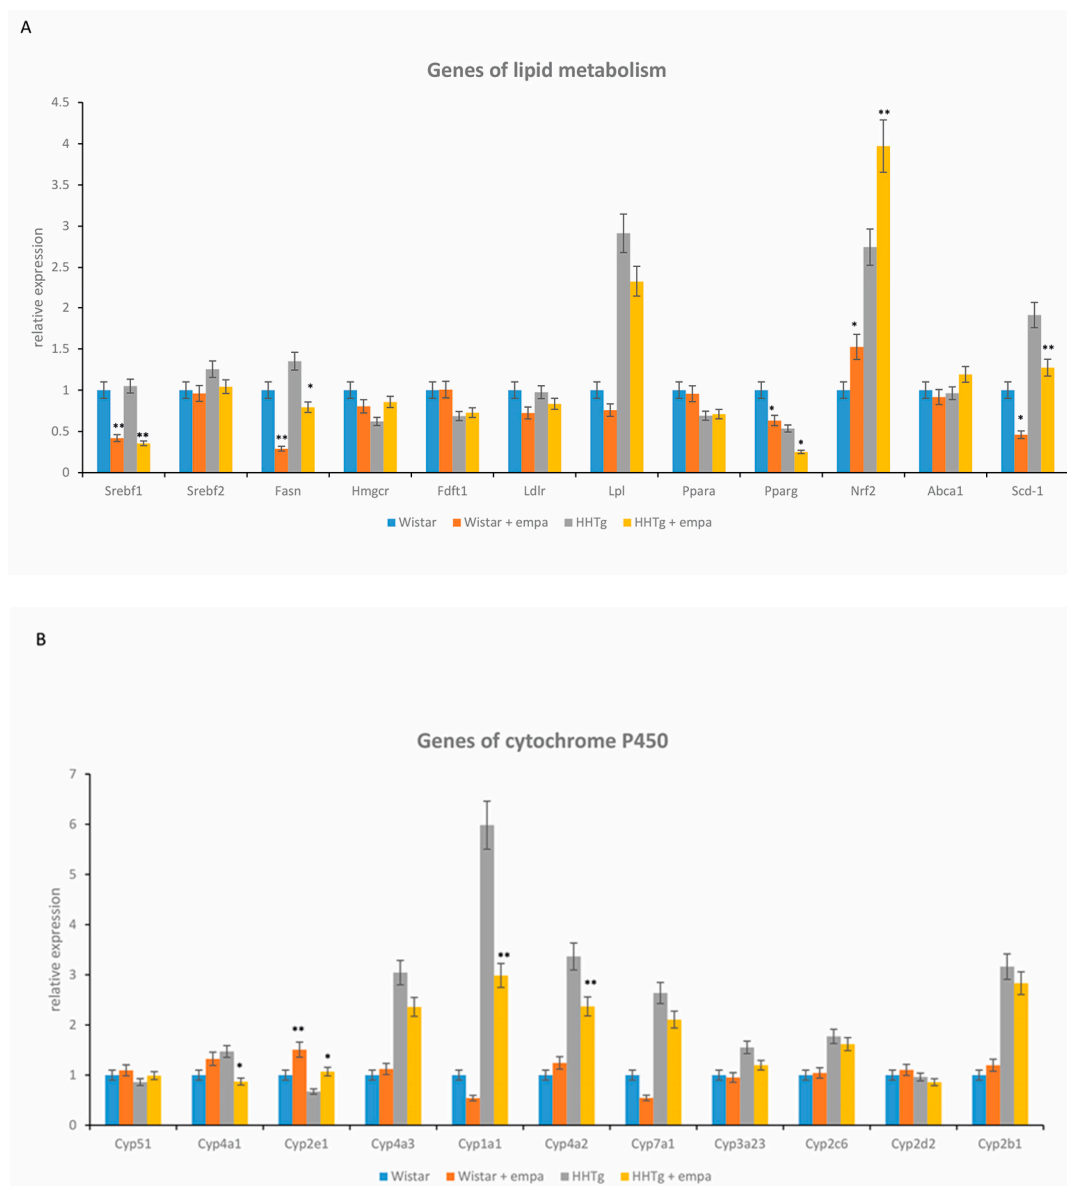 A
Genes of lipid metabolism
relative expression
4.5
4
3.5
3
2.5
2
1.5
1
0.5
0
** ** ** * * * * ** * **
Srebf1 Srebf2 Fasn Hmgcr Fdft1 Ldlr Lpl Ppara Pparg Nrf2 Abca1 Scd-1
Wistar Wistar + empa HHTg HHTg + empa
B
Genes of cytochrome P450
relative expression
7
6
5
4
3
2
1
0
* ** * ** **
Cyp51 Cyp4a1 Cyp2e1 Cyp4a3 Cyp1a1 Cyp4a2 Cyp7a1 Cyp3a23 Cyp2c6 Cyp2d2 Cyp2b1
Wistar Wistar + empa HHTg HHTg + empa